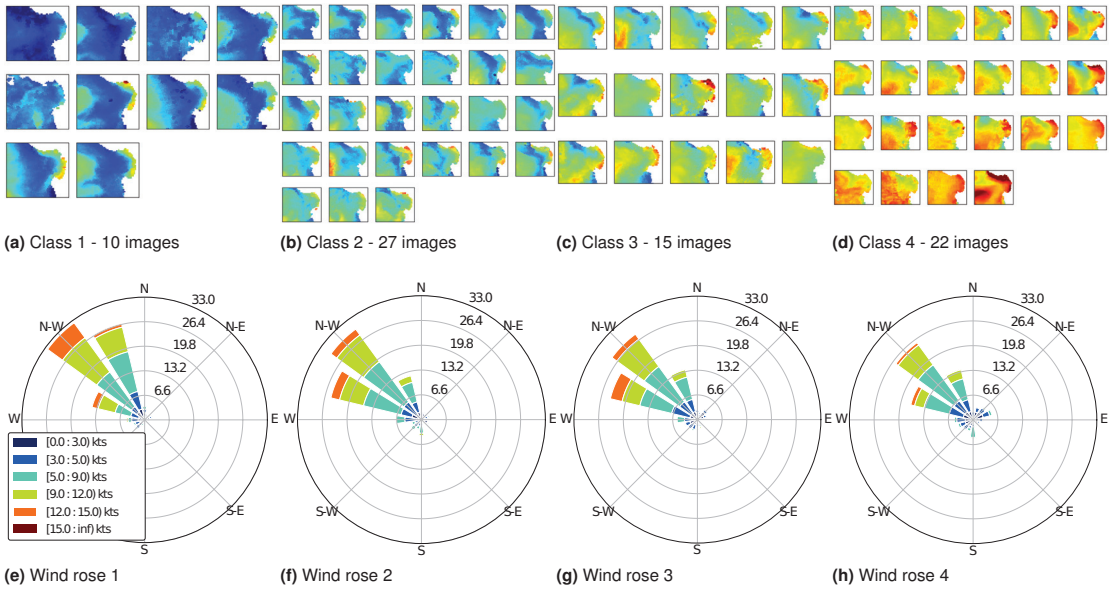 (a) Class 1 - 10 images
(b) Class 2 - 27 images
(c) Class 3 - 15 images
(d) Class 4 - 22 images
N
N-E
E
S-E
S
S-W
W
N-W
6.6
13.2
19.8
26.4
33.0
[0.0 : 3.0) kts
[3.0 : 5.0) kts
[5.0 : 9.0) kts
[9.0 : 12.0) kts
[12.0 : 15.0) kts
[15.0 : inf) kts
N
N-E
E
S-E
S
S-W
W
N-W
6.6
13.2
19.8
26.4
33.0
N
N-E
E
S-E
S
S-W
W
N-W
6.6
13.2
19.8
26.4
33.0
N
N-E
E
S-E
S
S-W
W
N-W
6.6
13.2
19.8
26.4
33.0
(e) Wind rose 1
(f) Wind rose 2
(g) Wind rose 3
(h) Wind rose 4